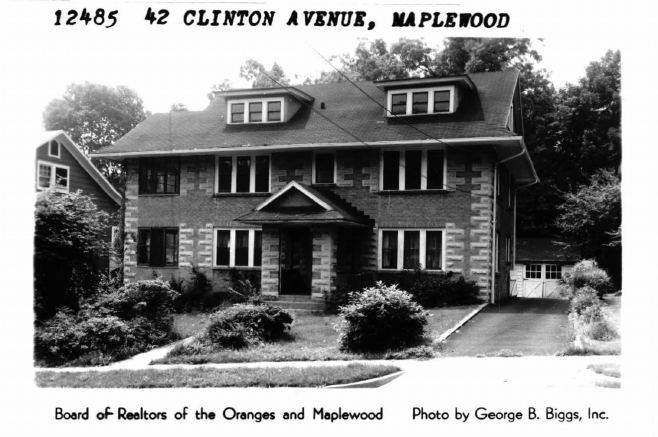 12485 42 CLINTON AVENUE, MAPLEWOOD
Board of Realtors of the Oranges and Maplewood Photo by George B. Biggs, Inc.